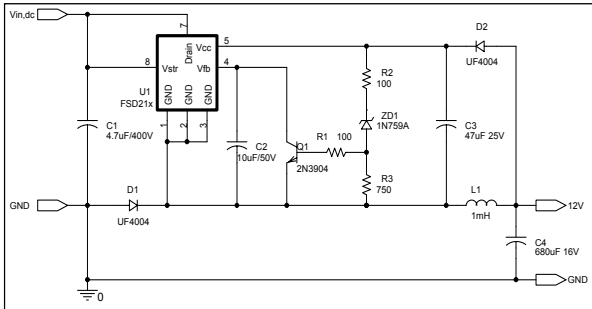 Vin,dc
7
Drain
Vcc
5
D2
UF4004
8
Vstr
Vfb
4
U1
FSD21x
GND
GND
GND
1
2
3
R2
100
ZD1
1N759A
C1
4.7uF/400V
C2
10uF/50V
Q1
2N3904
R1
100
C3
47uF 25V
R3
750
D1
UF4004
GND
L1
1mH
12V
C4
680uF 16V
GND
0